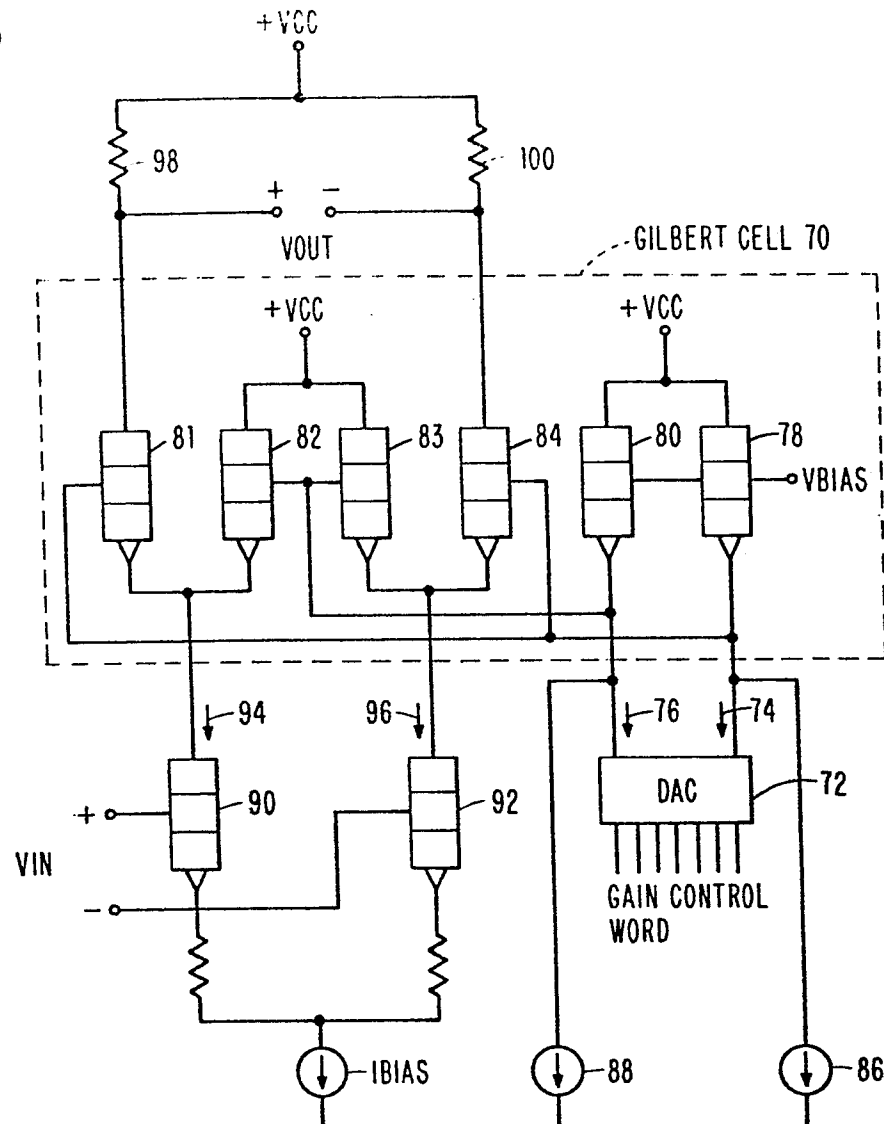 +VCC
98
100
+ -
VOUT
GILBERT CELL 70
+VCC
+VCC
81
82
83
84
80
78
VBIAS
94
96
76
74
+
90
92
DAC
72
VIN
-
GAIN CONTROL
WORD
IBIAS
88
86